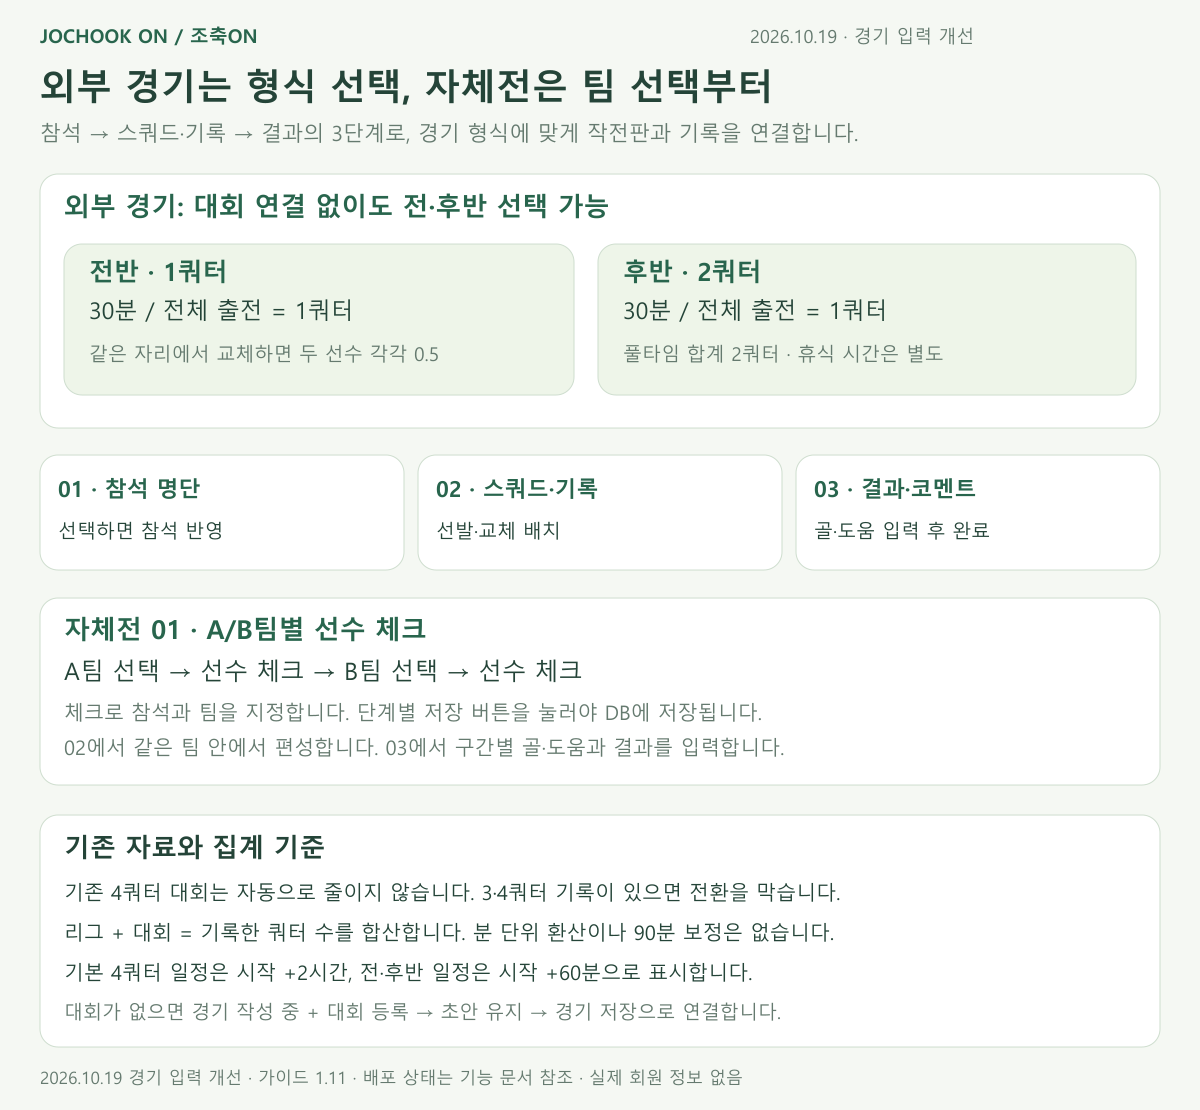 JOCHOOK ON / 조축ON
2026.10.19 · 경기 입력 개선
외부 경기는 형식 선택, 자체전은 팀 선택부터
참석 → 스쿼드·기록 → 결과의 3단계로, 경기 형식에 맞게 작전판과 기록을 연결합니다.
외부 경기: 대회 연결 없이도 전·후반 선택 가능
전반 · 1쿼터
30분 / 전체 출전 = 1쿼터
같은 자리에서 교체하면 두 선수 각각 0.5
후반 · 2쿼터
30분 / 전체 출전 = 1쿼터
풀타임 합계 2쿼터 · 휴식 시간은 별도
01 · 참석 명단
선택하면 참석 반영
02 · 스쿼드·기록
선발·교체 배치
03 · 결과·코멘트
골·도움 입력 후 완료
자체전 01 · A/B팀별 선수 체크
A팀 선택 → 선수 체크 → B팀 선택 → 선수 체크
체크로 참석과 팀을 지정합니다. 단계별 저장 버튼을 눌러야 DB에 저장됩니다.
02에서 같은 팀 안에서 편성합니다. 03에서 구간별 골·도움과 결과를 입력합니다.
기존 자료와 집계 기준
기존 4쿼터 대회는 자동으로 줄이지 않습니다. 3·4쿼터 기록이 있으면 전환을 막습니다.
리그 + 대회 = 기록한 쿼터 수를 합산합니다. 분 단위 환산이나 90분 보정은 없습니다.
기본 4쿼터 일정은 시작 +2시간, 전·후반 일정은 시작 +60분으로 표시합니다.
대회가 없으면 경기 작성 중 + 대회 등록 → 초안 유지 → 경기 저장으로 연결합니다.
2026.10.19 경기 입력 개선 · 가이드 1.11 · 배포 상태는 기능 문서 참조 · 실제 회원 정보 없음